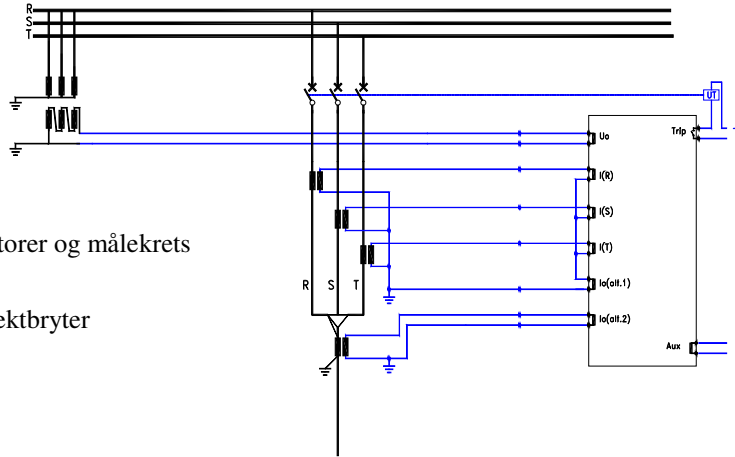 R
S
T
UT
Uo
Trip
I(R)
I(S)
torer og målekrets
I(T)
R S T
Io(alt.1)
ektbryter
Io(alt.2)
Aux